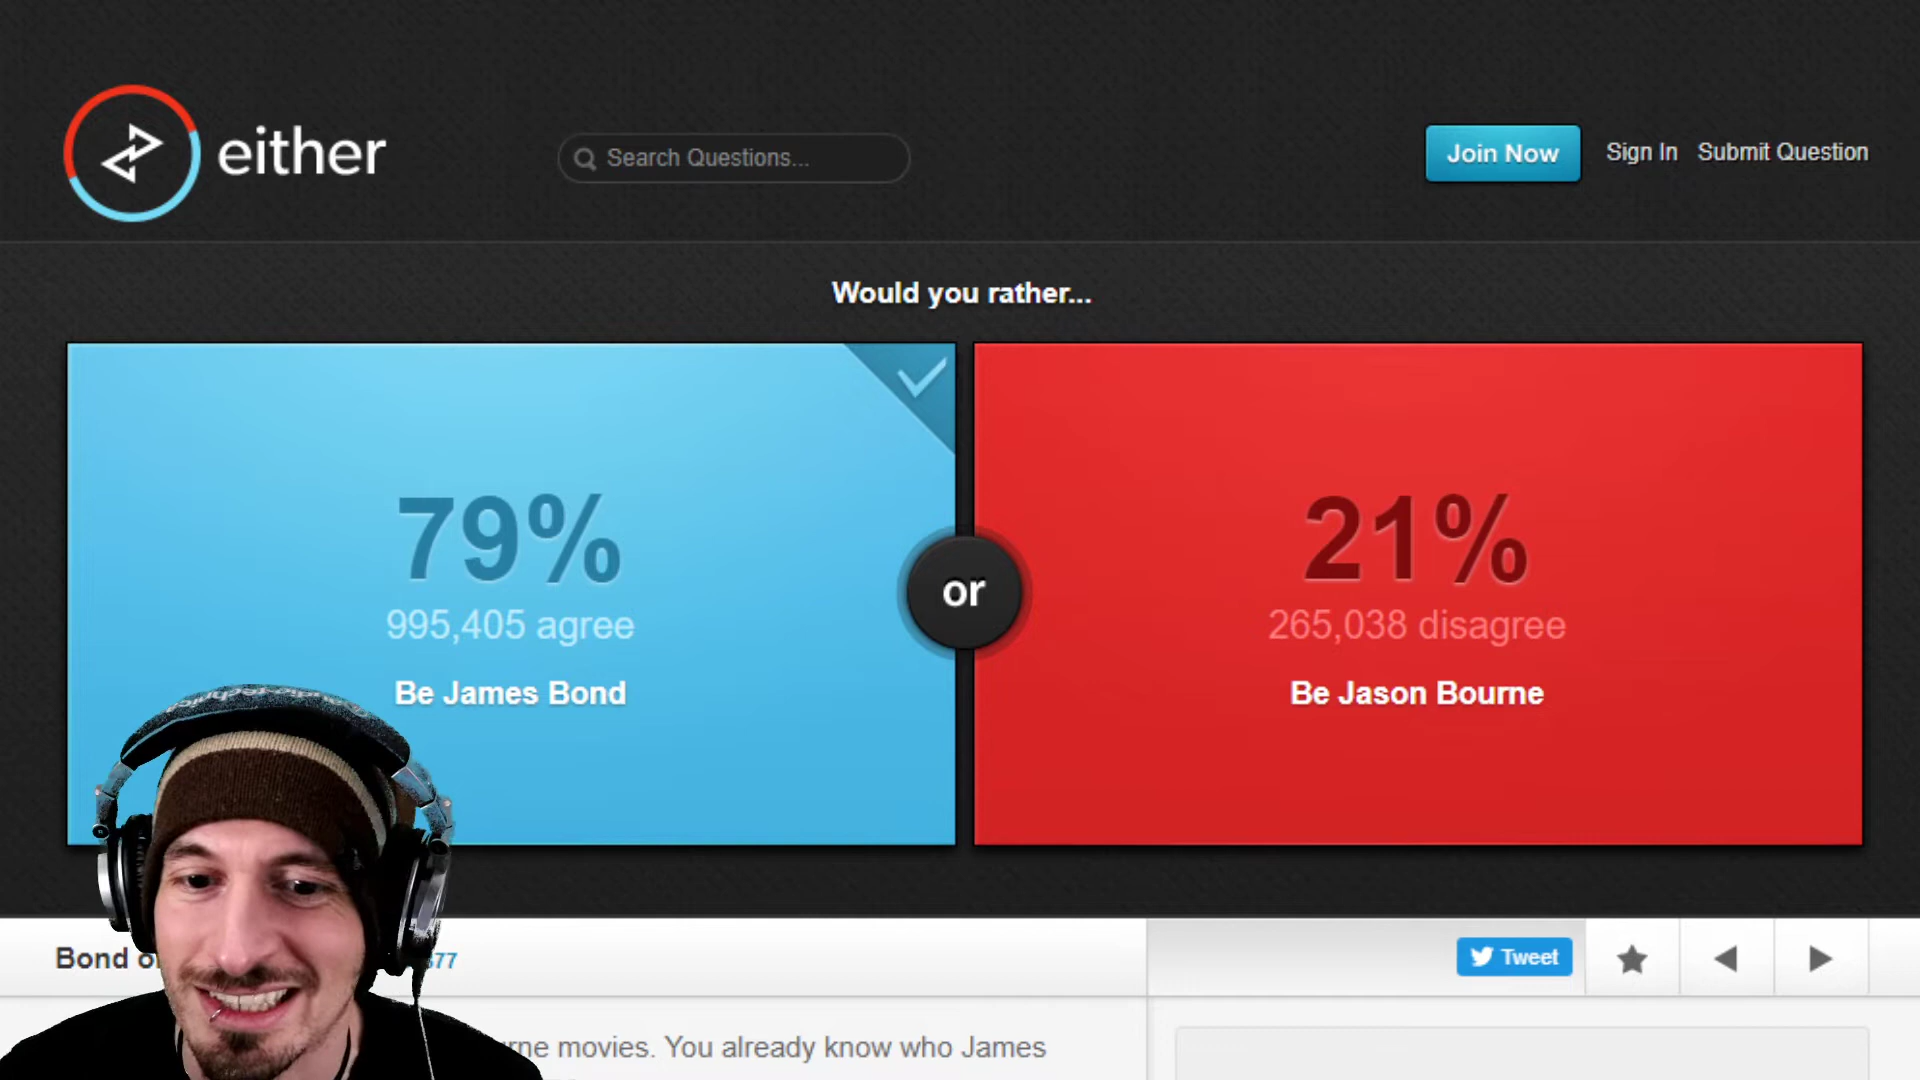 either
Search Questions...
Join Now
Sign In
Submit Question
Would you rather...
79%
995,405 agree
Be James Bond
or
21%
265,038 disagree
Be Jason Bourne
Bond
77
Tweet
movies. You already know who James